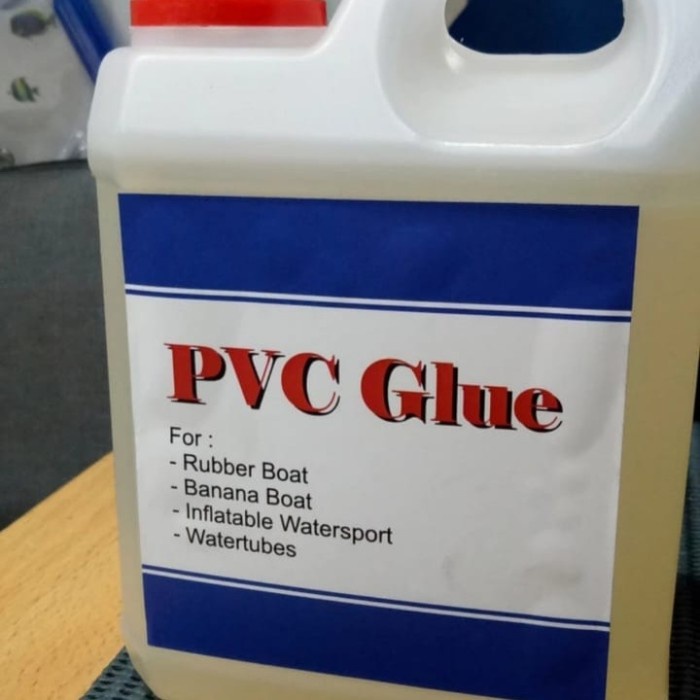 PVC Glue
For :
- Rubber Boat
- Banana Boat
- Inflatable Watersport
- Watertubes